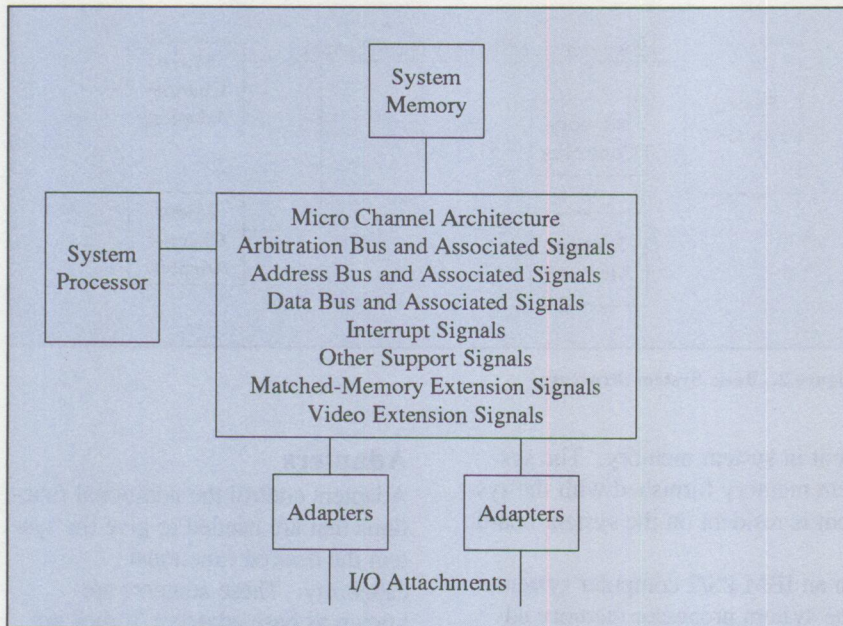 System
Memory
System
Processor
Micro Channel Architecture
Arbitration Bus and Associated Signals
Address Bus and Associated Signals
Data Bus and Associated Signals
Interrupt Signals
Other Support Signals
Matched-Memory Extension Signals
Video Extension Signals
Adapters
Adapters
I/O Attachments